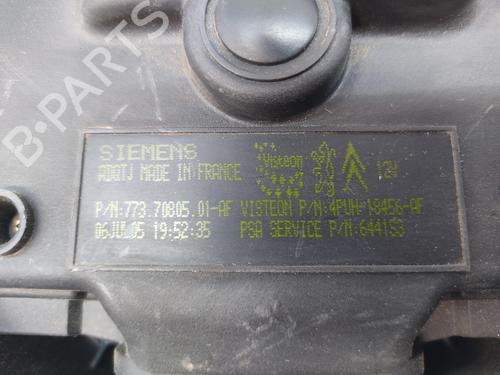 B-PARTS
SIEMENS
ADQTJ MADE IN FRANCE
Visteon
12V
P/N:773.70805.01-AF VISTEON P/N:4PUH-18456-AF
06JUL05 19:52:35 PSA SERVICE P/N:6441S3